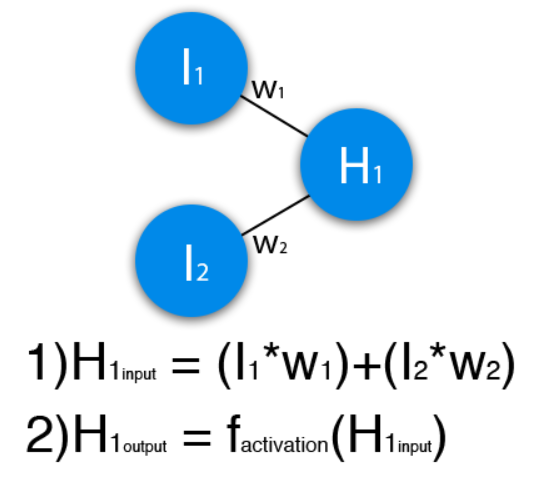 I₁
w₁
H₁
I₂
w₂
1)H₁input = (I₁*w₁)+(I₂*w₂)
2)H₁output = factivation(H₁input)